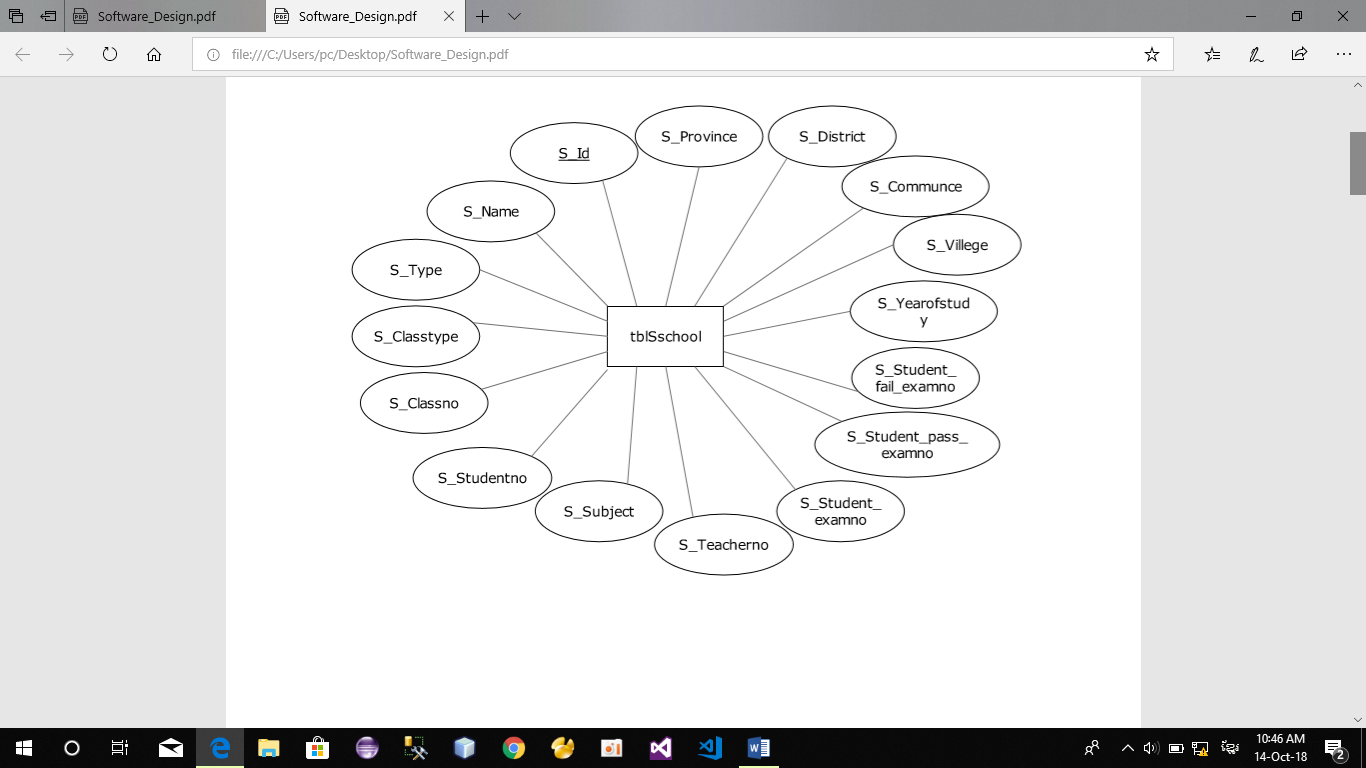 Software_Design.pdf
Software_Design.pdf
file:///C:/Users/pc/Desktop/Software_Design.pdf
S_Province
S_District
S_Id
S_Communce
S_Name
S_Villege
S_Type
S_Yearofstud
y
tblSschool
S_Classtype
S_Student_
fail_examno
S_Classno
S_Student_pass_
examno
S_Studentno
S_Subject
S_Student_
examno
S_Teacherno
10:46 AM
14-Oct-18
2